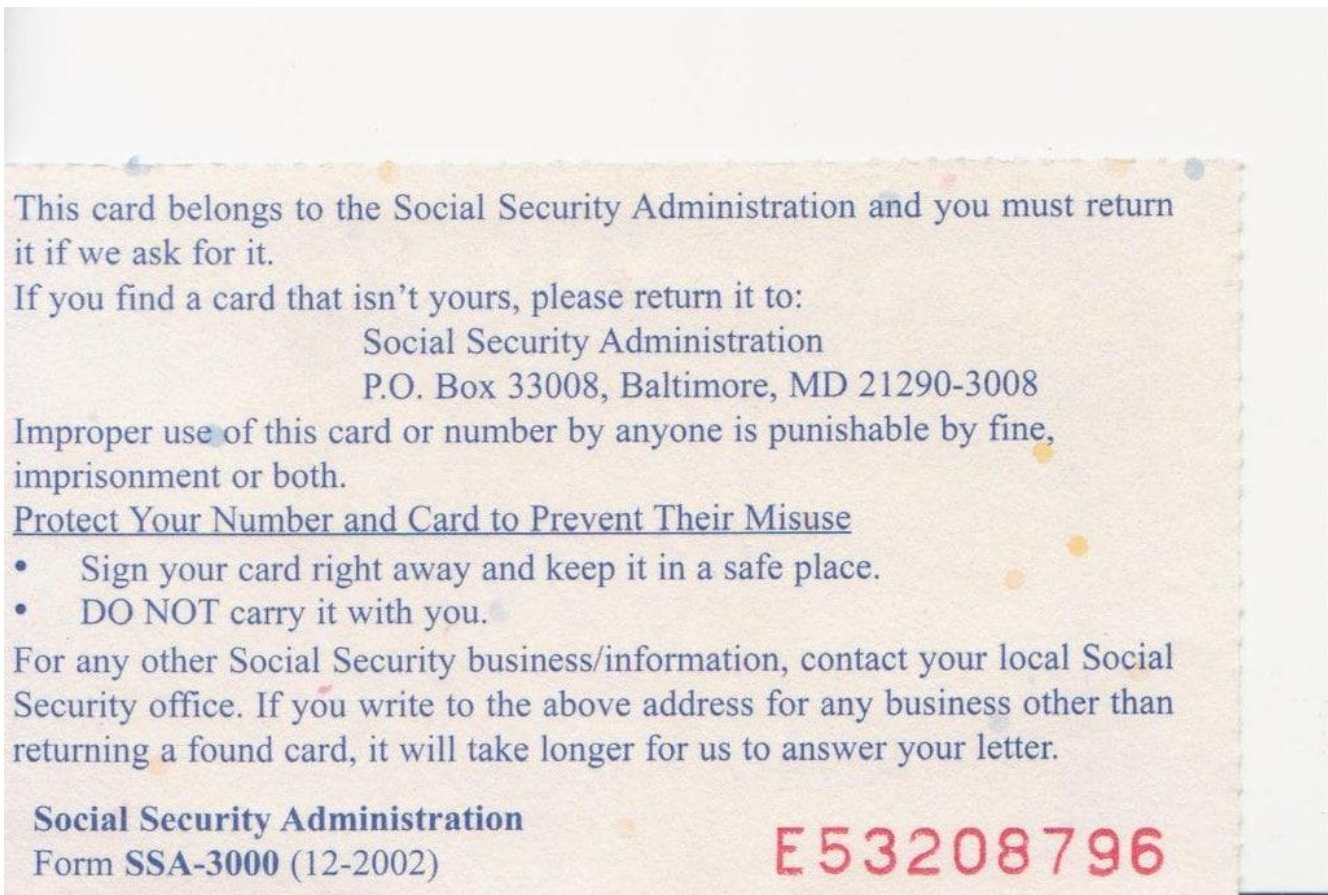 This card belongs to the Social Security Administration and you must return
it if we ask for it.
If you find a card that isn't yours, please return it to:
Social Security Administration
P.O. Box 33008, Baltimore, MD 21290-3008
Improper use of this card or number by anyone is punishable by fine,
imprisonment or both.
Protect Your Number and Card to Prevent Their Misuse
• Sign your card right away and keep it in a safe place.
• DO NOT carry it with you.
For any other Social Security business/information, contact your local Social
Security office. If you write to the above address for any business other than
returning a found card, it will take longer for us to answer your letter.
Social Security Administration
Form SSA-3000 (12-2002)
E53208796